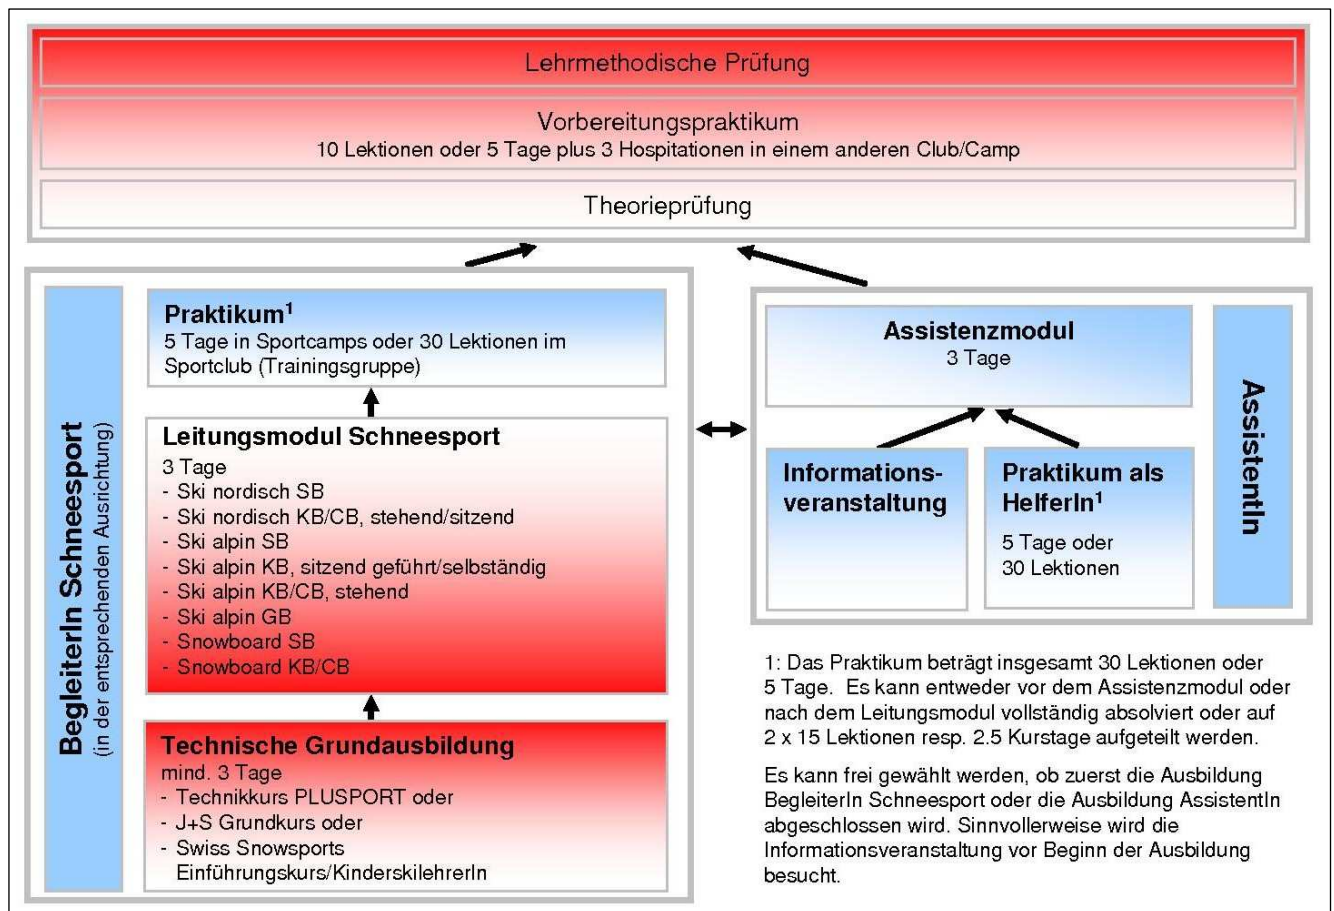 Lehrmethodische Prüfung
Vorbereitungspraktikum
10 Lektionen oder 5 Tage plus 3 Hospitationen in einem anderen Club/Camp
Theorieprüfung
BegleiterIn Schneesport
(in der entsprechenden Ausrichtung)
Praktikum¹
5 Tage in Sportcamps oder 30 Lektionen im
Sportclub (Trainingsgruppe)
Leitungsmodul Schneesport
3 Tage
- Ski nordisch SB
- Ski nordisch KB/CB, stehend/sitzend
- Ski alpin SB
- Ski alpin KB, sitzend geführt/selbständig
- Ski alpin KB/CB, stehend
- Ski alpin GB
- Snowboard SB
- Snowboard KB/CB
Technische Grundausbildung
mind. 3 Tage
- Technikkurs PLUSPORT oder
- J+S Grundkurs oder
- Swiss Snowsports
Einführungskurs/KinderskilehrerIn
Assistenzmodul
3 Tage
Informations-
veranstaltung
Praktikum als
HelferIn¹
5 Tage oder
30 Lektionen
AssistentIn
1: Das Praktikum beträgt insgesamt 30 Lektionen oder
5 Tage. Es kann entweder vor dem Assistenzmodul oder
nach dem Leitungsmodul vollständig absolviert oder auf
2 x 15 Lektionen resp. 2.5 Kurstage aufgeteilt werden.
Es kann frei gewählt werden, ob zuerst die Ausbildung
BegleiterIn Schneesport oder die Ausbildung AssistentIn
abgeschlossen wird. Sinnvollerweise wird die
Informationsveranstaltung vor Beginn der Ausbildung
besucht.